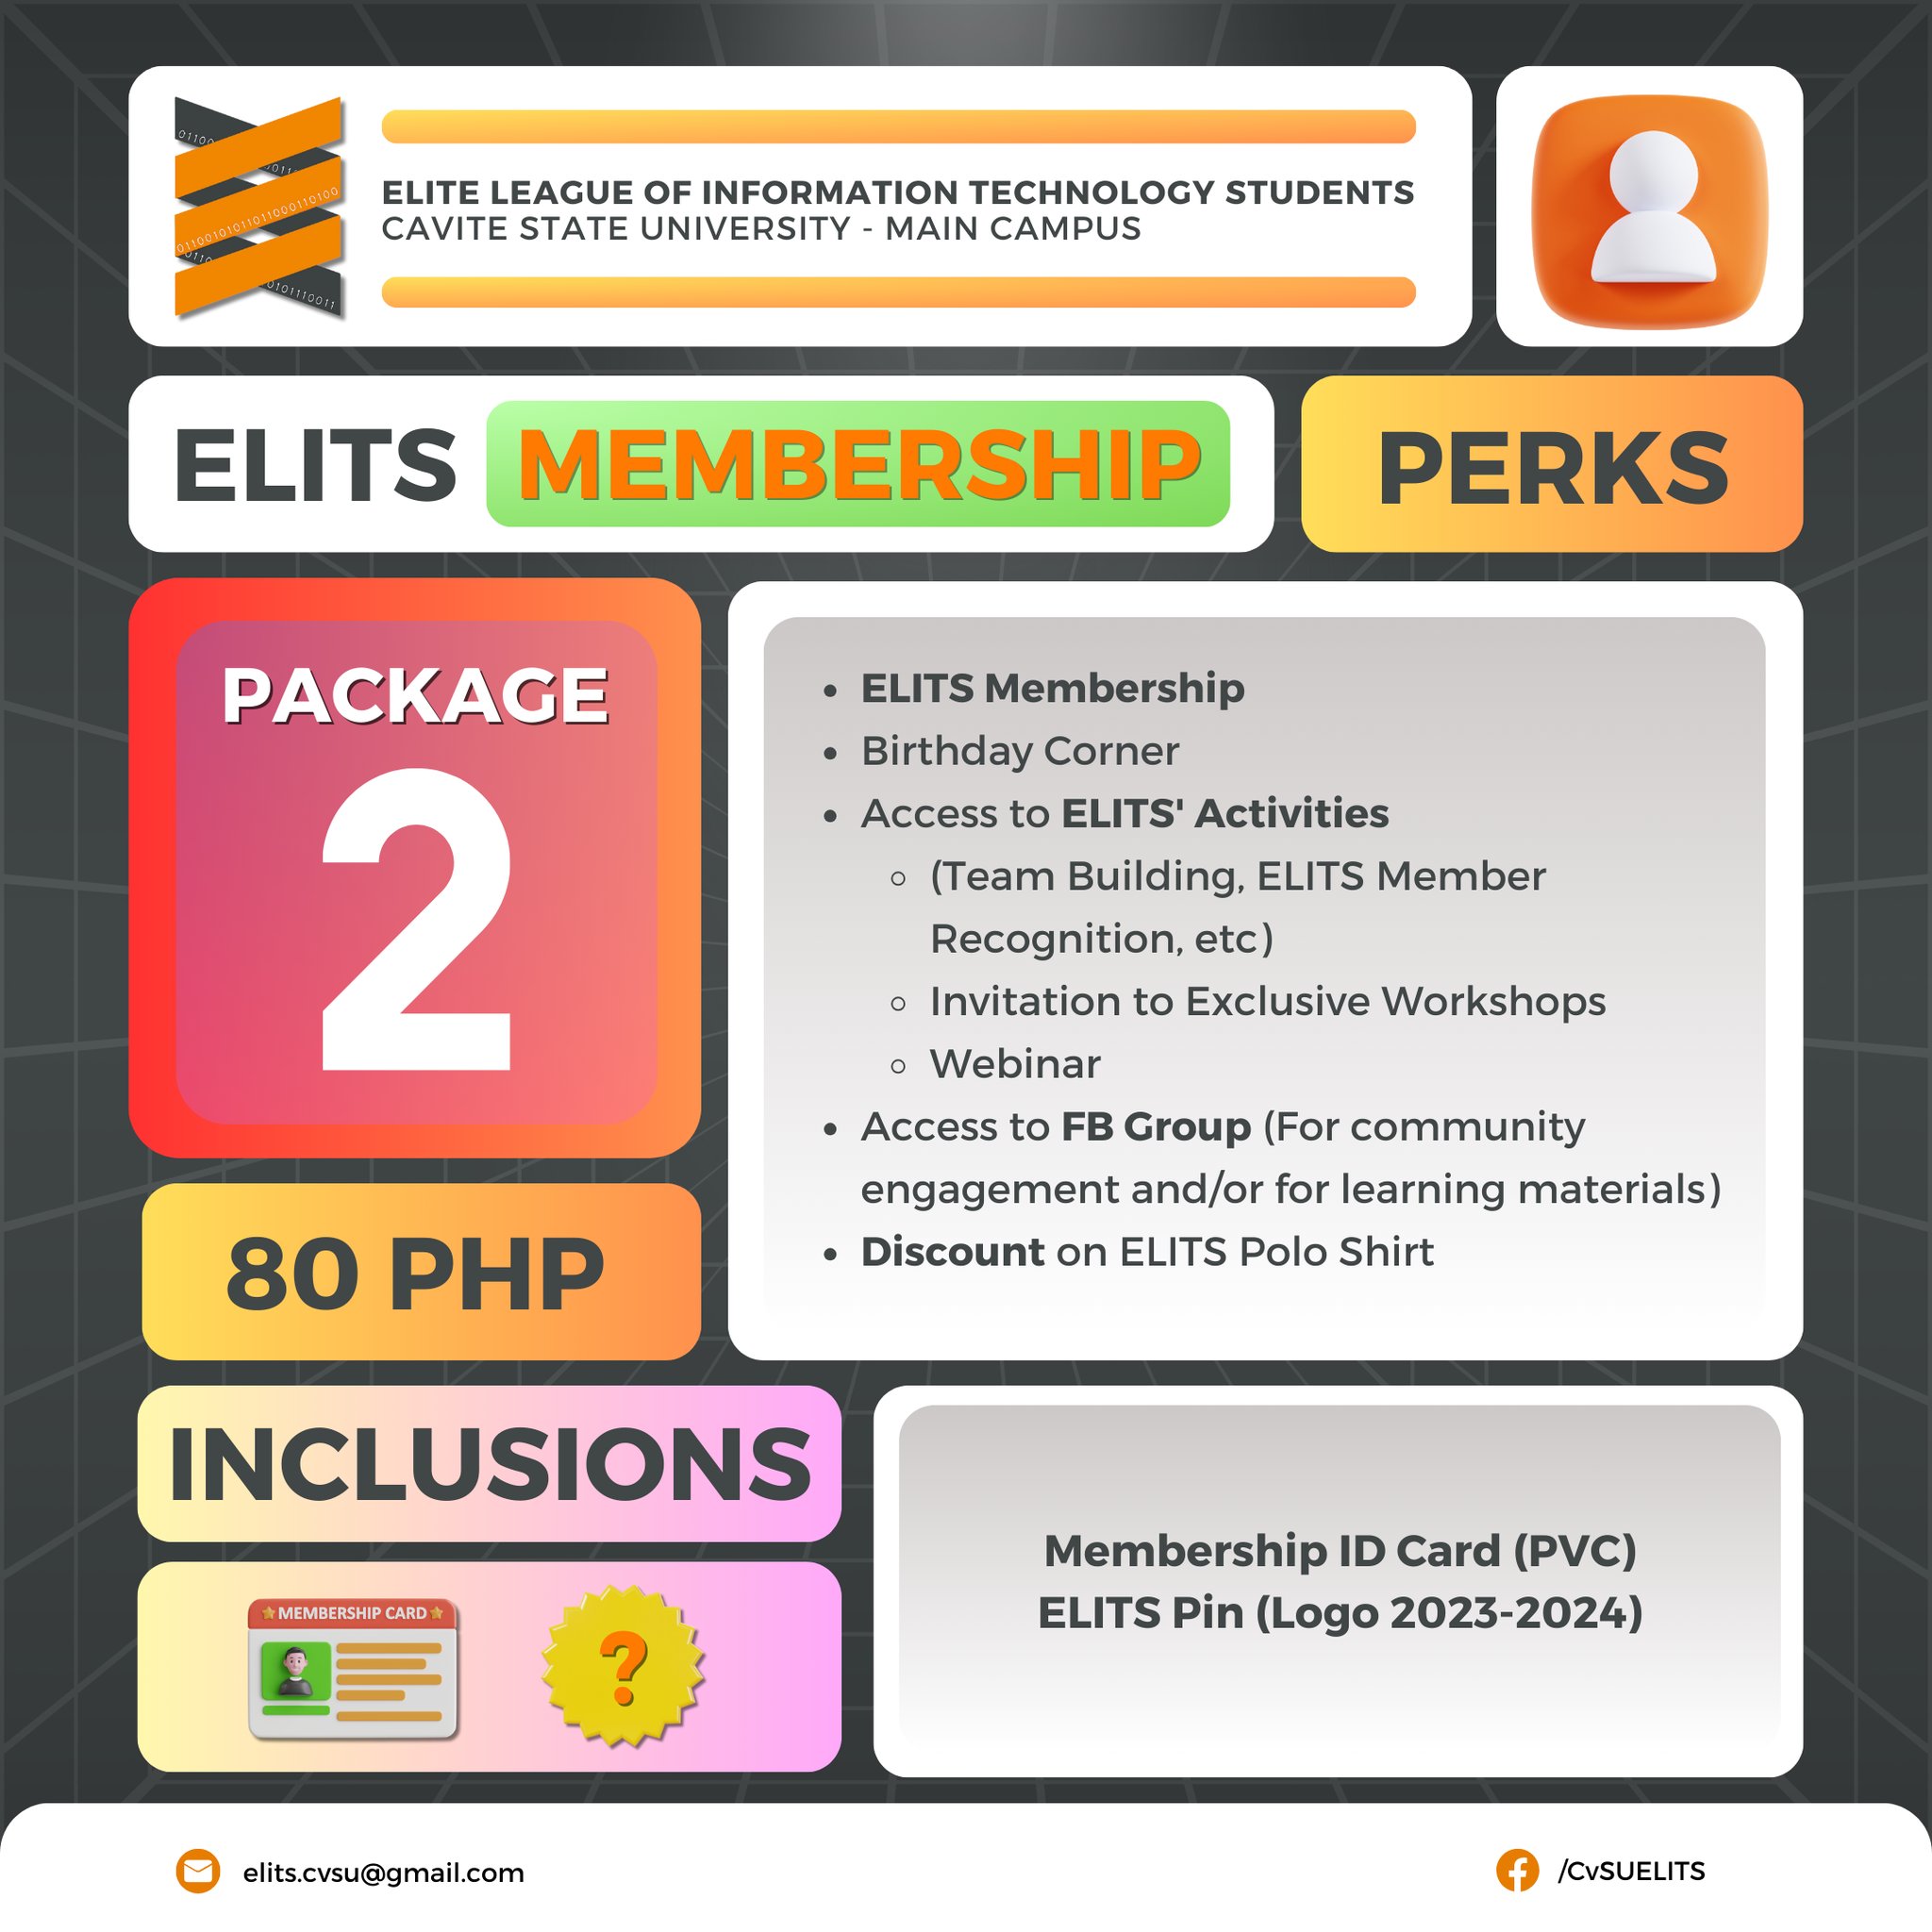 ELITE LEAGUE OF INFORMATION TECHNOLOGY STUDENTS
CAVITE STATE UNIVERSITY - MAIN CAMPUS
ELITS MEMBERSHIP
PERKS
PACKAGE
2
80 PHP
• ELITS Membership
• Birthday Corner
• Access to ELITS' Activities
◦ (Team Building, ELITS Member
Recognition, etc)
◦ Invitation to Exclusive Workshops
◦ Webinar
• Access to FB Group (For community
engagement and/or for learning materials)
• Discount on ELITS Polo Shirt
INCLUSIONS
MEMBERSHIP CARD
?
Membership ID Card (PVC)
ELITS Pin (Logo 2023-2024)
elits.cvsu@gmail.com
/CvSUELITS